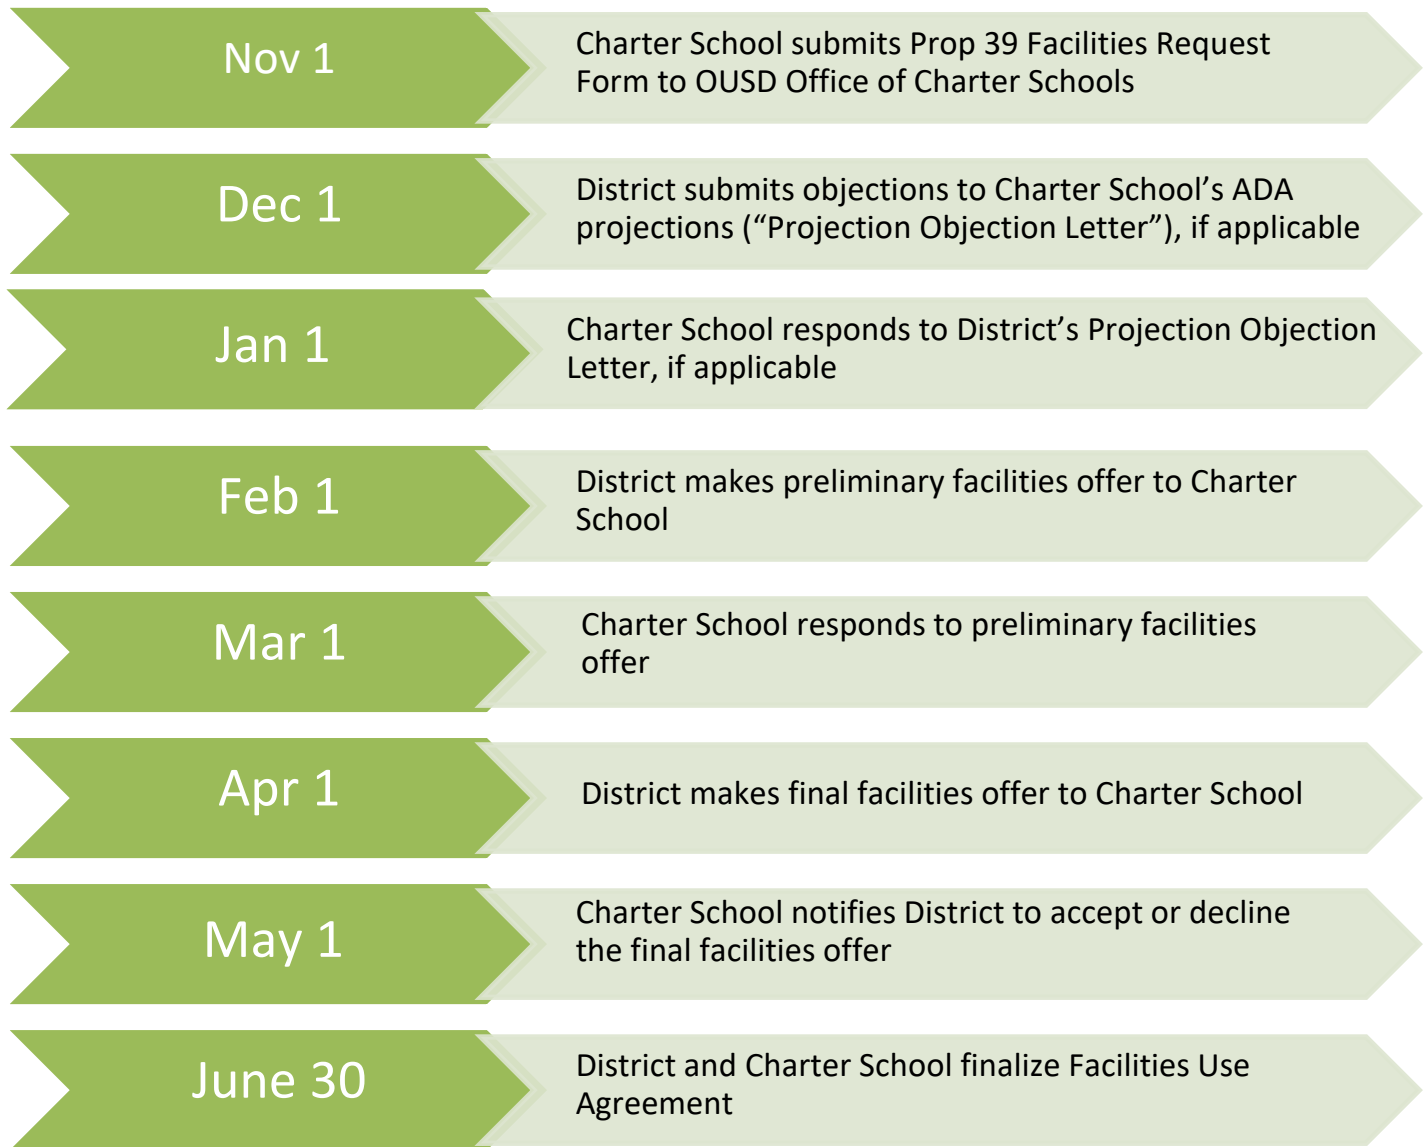 Nov 1
Charter School submits Prop 39 Facilities Request
Form to OUSD Office of Charter Schools
Dec 1
District submits objections to Charter School’s ADA
projections (“Projection Objection Letter”), if applicable
Jan 1
Charter School responds to District’s Projection Objection
Letter, if applicable
Feb 1
District makes preliminary facilities offer to Charter
School
Mar 1
Charter School responds to preliminary facilities
offer
Apr 1
District makes final facilities offer to Charter School
May 1
Charter School notifies District to accept or decline
the final facilities offer
June 30
District and Charter School finalize Facilities Use
Agreement